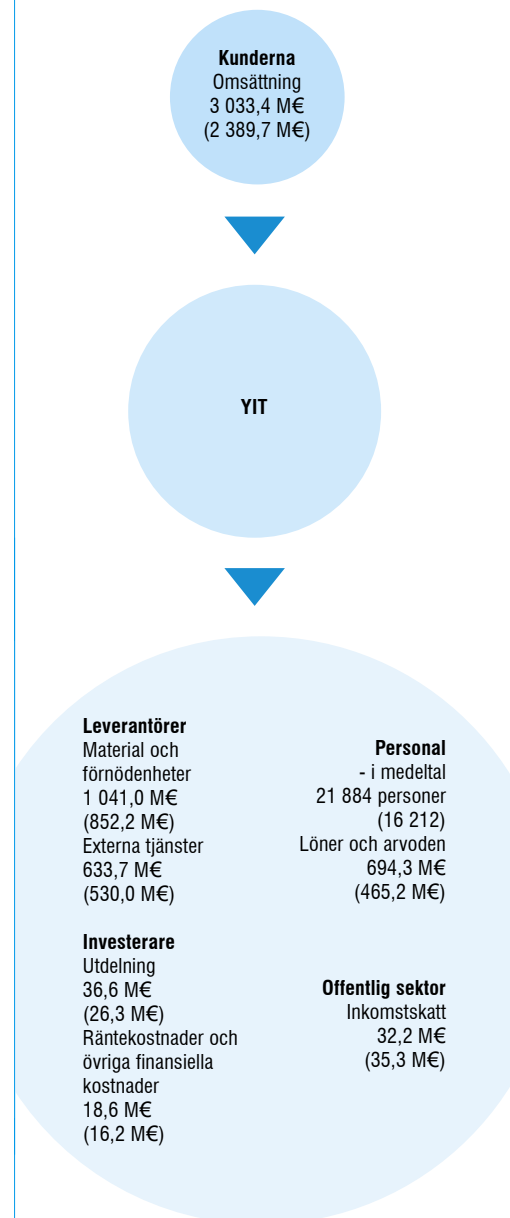 Kunderna
Omsättning
3 033,4 M€
(2 389,7 M€)
YIT
Leverantörer
Material och
förnödenheter
1 041,0 M€
(852,2 M€)
Externa tjänster
633,7 M€
(530,0 M€)
Personal
- i medeltal
21 884 personer
(16 212)
Löner och arvoden
694,3 M€
(465,2 M€)
Investerare
Utdelning
36,6 M€
(26,3 M€)
Räntekostnader och
övriga finansiella
kostnader
18,6 M€
(16,2 M€)
Offentlig sektor
Inkomstskatt
32,2 M€
(35,3 M€)